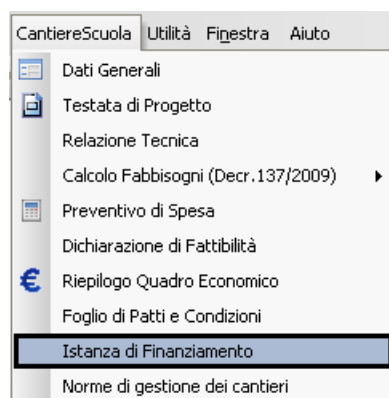 CantiereScuola Utilità Finestra Aiuto
Dati Generali
Testata di Progetto
Relazione Tecnica
Calcolo Fabbisogni (Decr.137/2009)
Preventivo di Spesa
Dichiarazione di Fattibilità
€ Riepilogo Quadro Economico
Foglio di Patti e Condizioni
Istanza di Finanziamento
Norme di gestione dei cantieri